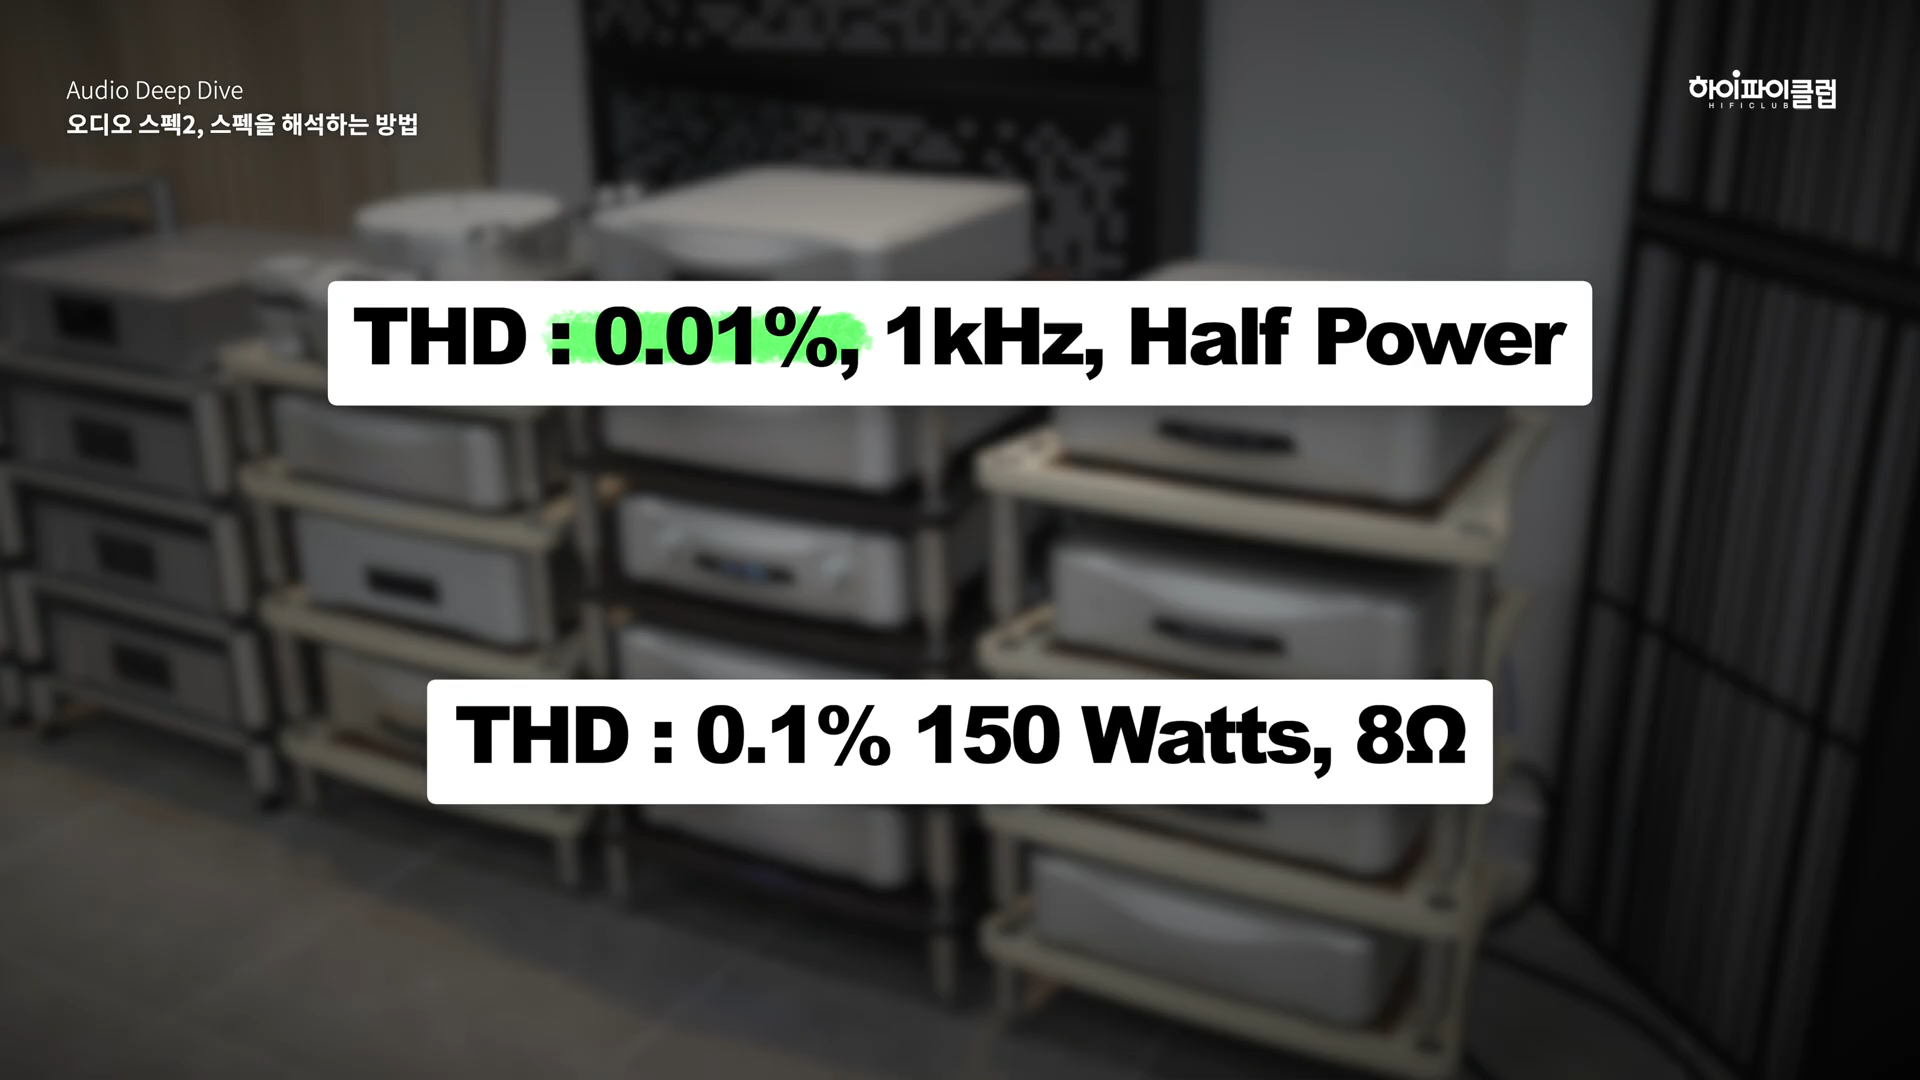 Audio Deep Dive
오디오 스펙2, 스펙을 해석하는 방법
하이파이클럽
HIFICLUB
THD : 0.01%, 1kHz, Half Power
THD : 0.1% 150 Watts, 8Ω